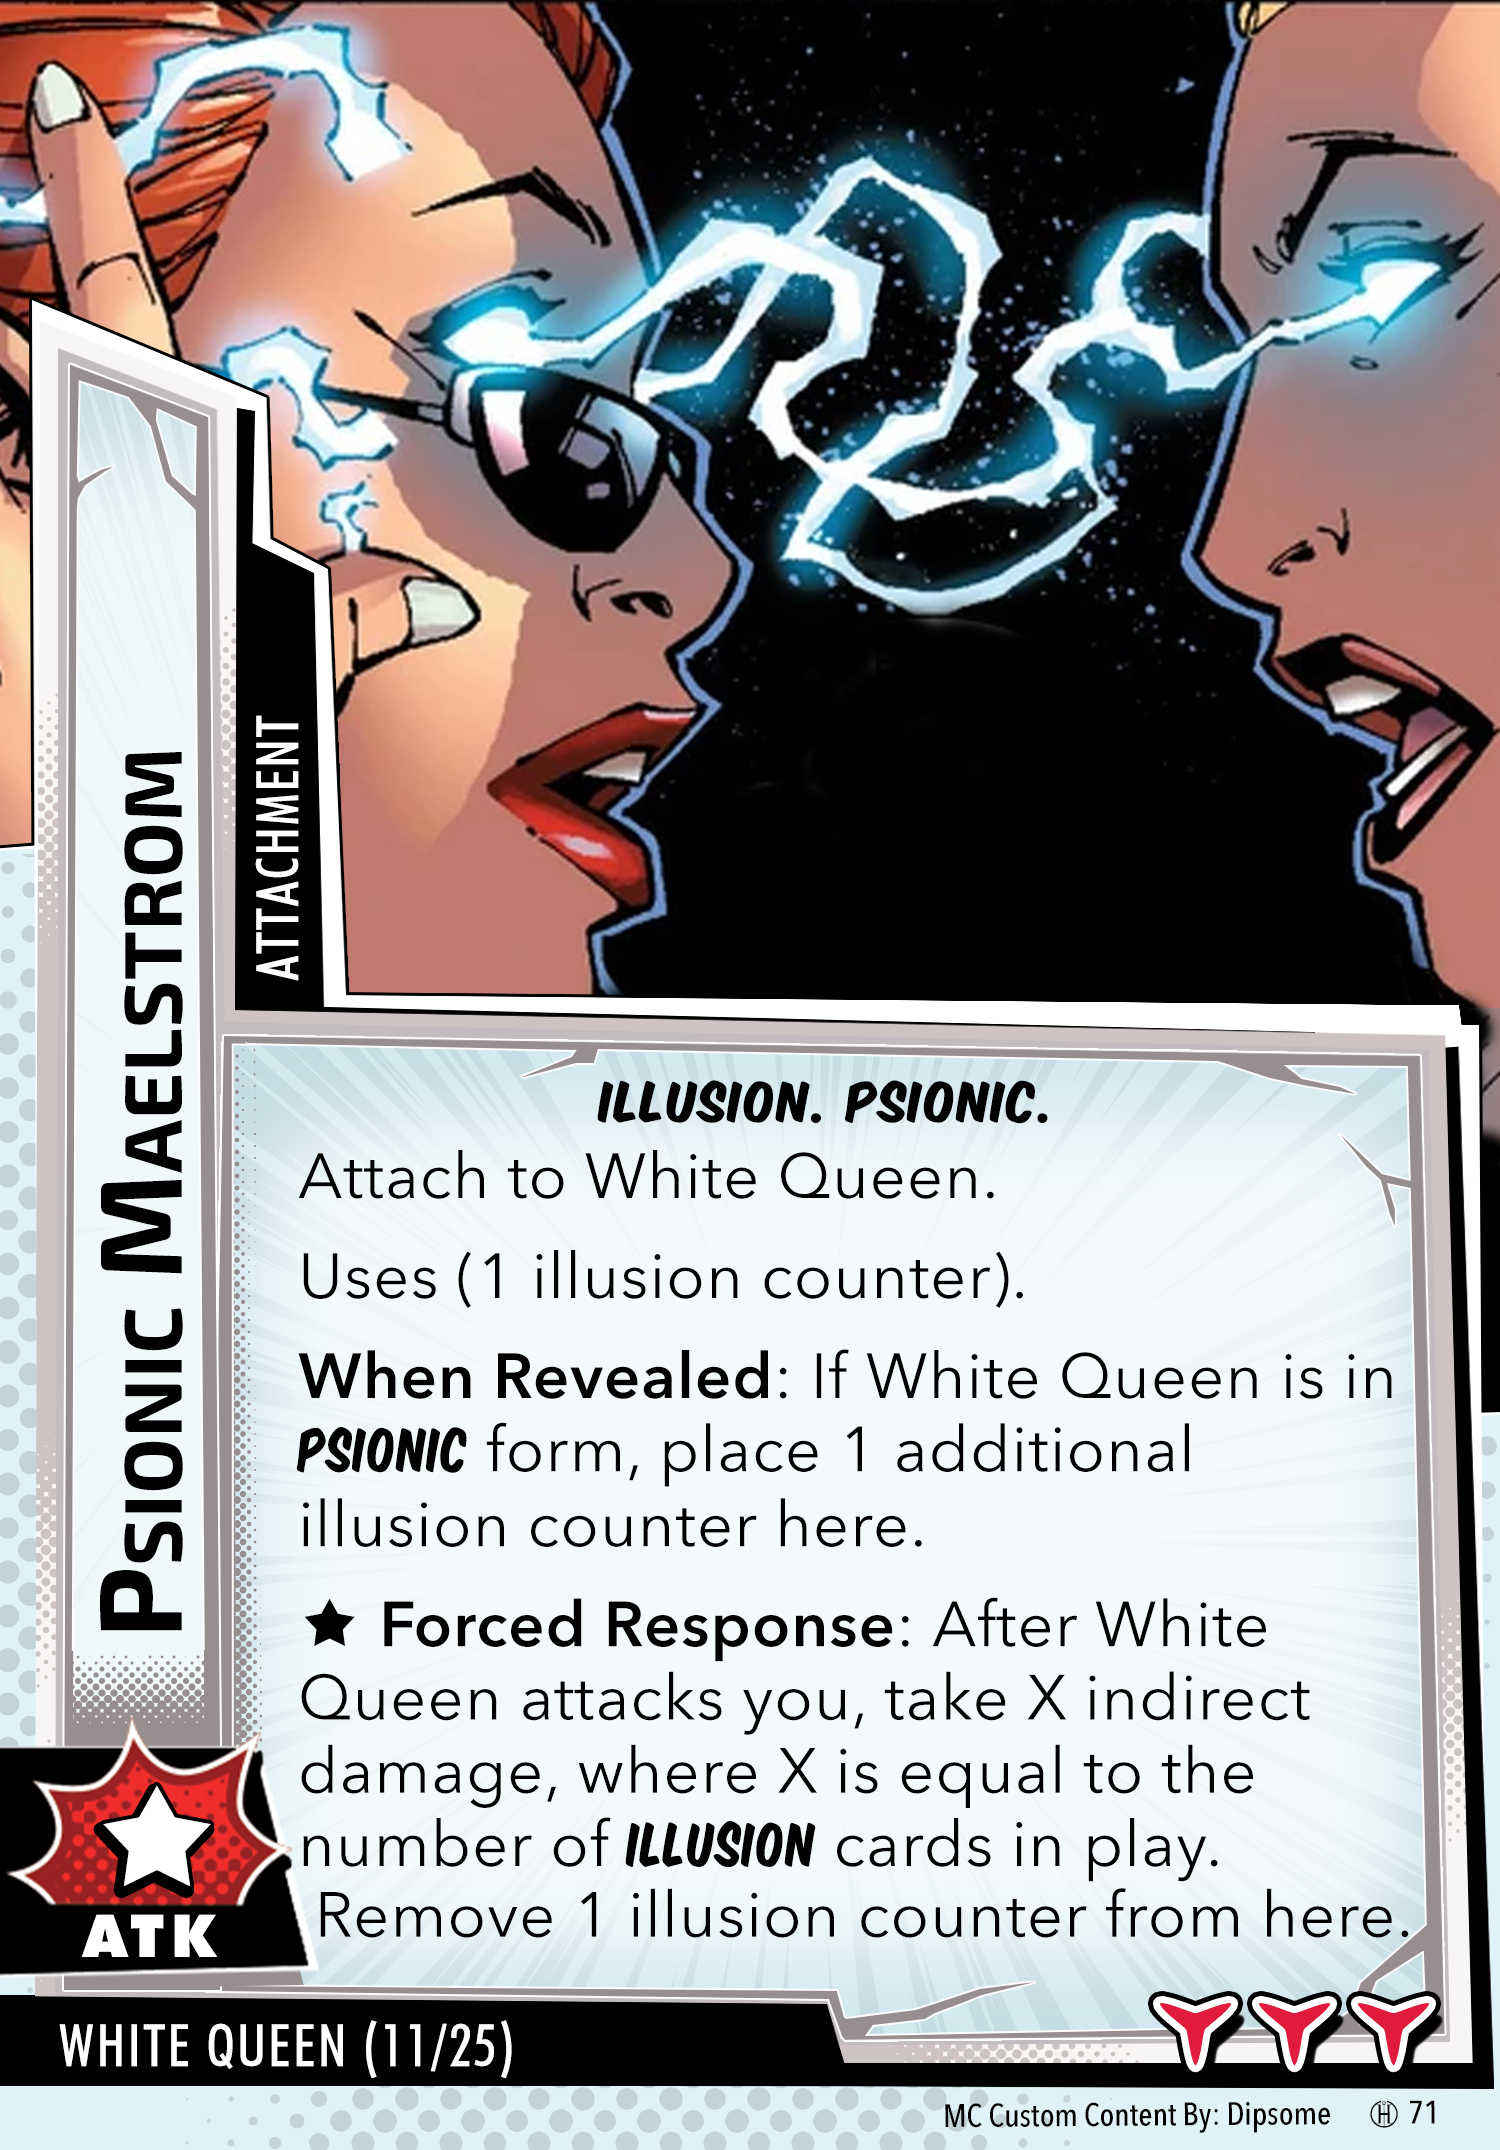 PSIONIC MAELSTROM
ATTACHMENT
ILLUSION. PSIONIC.
Attach to White Queen.
Uses (1 illusion counter).
When Revealed: If White Queen is in
PSIONIC form, place 1 additional
illusion counter here.
★ Forced Response: After White
Queen attacks you, take X indirect
damage, where X is equal to the
number of ILLUSION cards in play.
Remove 1 illusion counter from here.
ATK
WHITE QUEEN (11/25)
MC Custom Content By: Dipsome
H 71